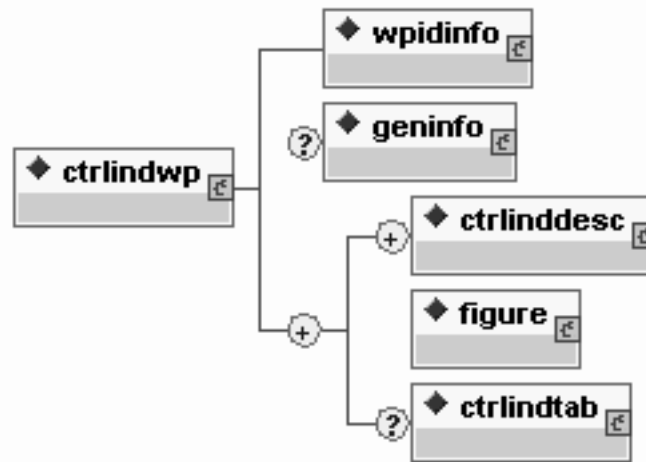 wpidinfo
? geninfo
ctrlindwp
+ ctrlinddesc
+
figure
? ctrlindtab